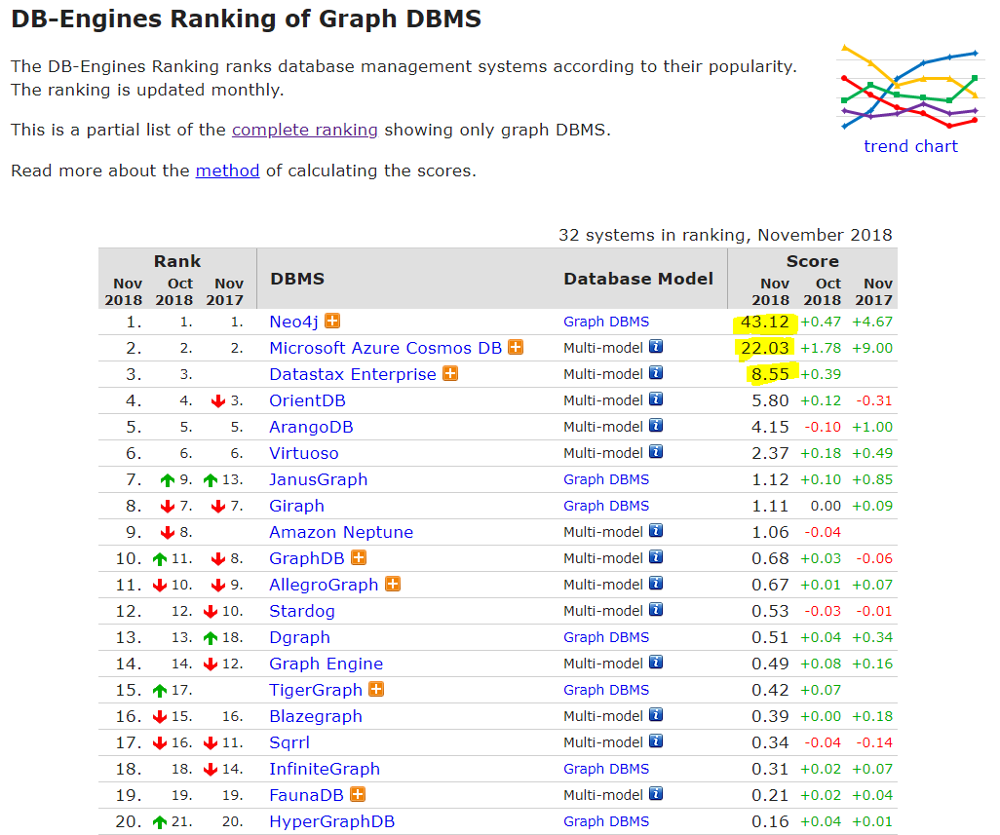 DB-Engines Ranking of Graph DBMS
The DB-Engines Ranking ranks database management systems according to their popularity.
The ranking is updated monthly.
This is a partial list of the complete ranking showing only graph DBMS.
Read more about the method of calculating the scores.
trend chart
32 systems in ranking, November 2018
Rank DBMS Database Model Score
Nov 2018 Oct 2018 Nov 2017 Nov 2018 Oct 2018 Nov 2017
1. 1. 1. Neo4j Graph DBMS 43.12 +0.47 +4.67
2. 2. 2. Microsoft Azure Cosmos DB Multi-model 22.03 +1.78 +9.00
3. 3. Datastax Enterprise Multi-model 8.55 +0.39
4. 4. 3. OrientDB Multi-model 5.80 +0.12 -0.31
5. 5. 5. ArangoDB Multi-model 4.15 -0.10 +1.00
6. 6. 6. Virtuoso Multi-model 2.37 +0.18 +0.49
7. 9. 13. JanusGraph Graph DBMS 1.12 +0.10 +0.85
8. 7. 7. Giraph Graph DBMS 1.11 0.00 +0.09
9. 8. Amazon Neptune Multi-model 1.06 -0.04
10. 11. 8. GraphDB Multi-model 0.68 +0.03 -0.06
11. 10. 9. AllegroGraph Multi-model 0.67 +0.01 +0.07
12. 12. 10. Stardog Multi-model 0.53 -0.03 -0.01
13. 13. 18. Dgraph Graph DBMS 0.51 +0.04 +0.34
14. 14. 12. Graph Engine Multi-model 0.49 +0.08 +0.16
15. 17. TigerGraph Graph DBMS 0.42 +0.07
16. 15. 16. Blazegraph Multi-model 0.39 +0.00 +0.18
17. 16. 11. Sqrrl Multi-model 0.34 -0.04 -0.14
18. 18. 14. InfiniteGraph Graph DBMS 0.31 +0.02 +0.07
19. 19. 19. FaunaDB Multi-model 0.21 +0.02 +0.04
20. 21. 20. HyperGraphDB Graph DBMS 0.16 +0.04 +0.01